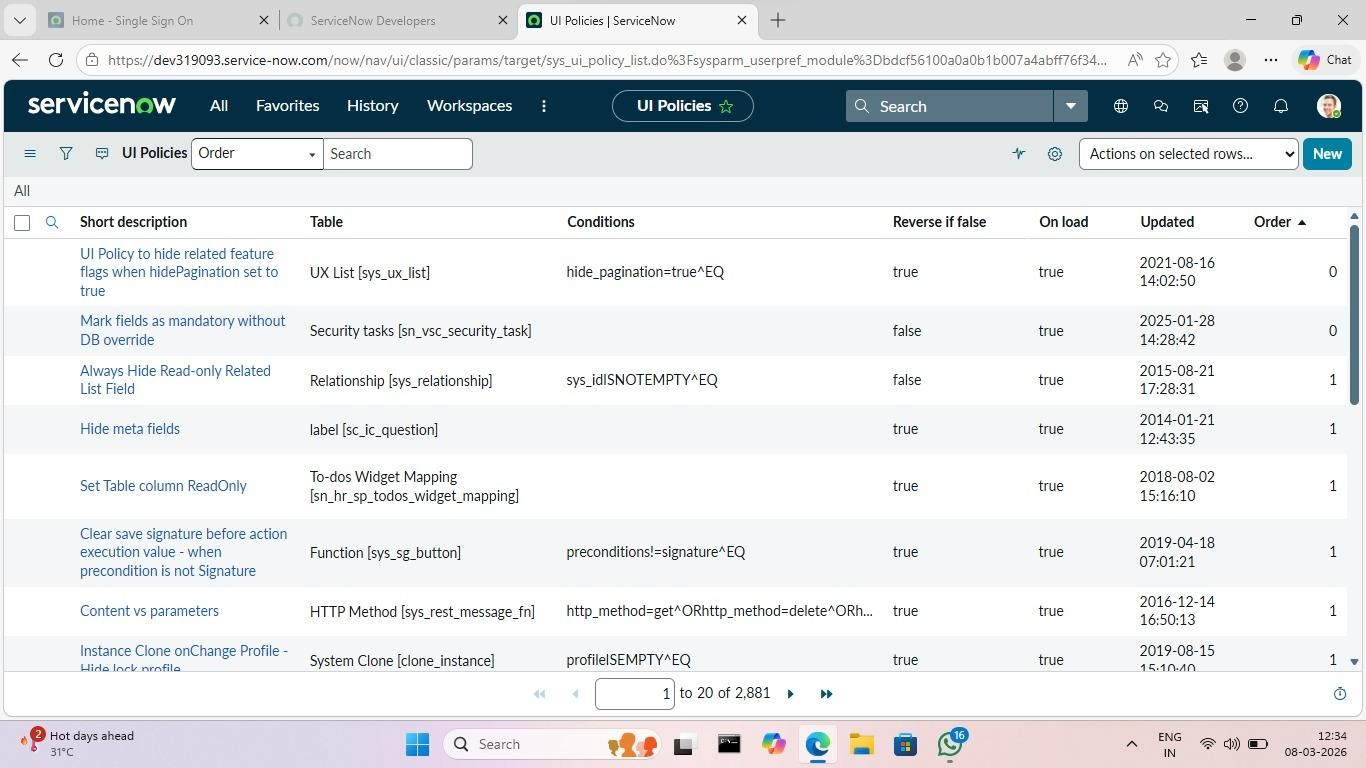 Home - Single Sign On
ServiceNow Developers
UI Policies | ServiceNow
https://dev319093.service-now.com/now/nav/ui/classic/params/target/sys_ui_policy_list.do%3Fsysparm_userpref_module%3Dbdcf56100a0a0b1b007a4abff76f34...
Chat
servicenow All Favorites History Workspaces UI Policies Search
UI Policies Order Search Actions on selected rows... New
All
Short description Table Conditions Reverse if false On load Updated Order
UI Policy to hide related feature
flags when hidePagination set to
true
UX List [sys_ux_list] hide_pagination=true^EQ true true
2021-08-16
14:02:50
0
Mark fields as mandatory without
DB override
Security tasks [sn_vsc_security_task] false true
2025-01-28
14:28:42
0
Always Hide Read-only Related
List Field
Relationship [sys_relationship] sys_idISNOTEMPTY^EQ false true
2015-08-21
17:28:31
1
Hide meta fields label [sc_ic_question] true true
2014-01-21
12:43:35
1
Set Table column ReadOnly
To-dos Widget Mapping
[sn_hr_sp_todos_widget_mapping]
true true
2018-08-02
15:16:10
1
Clear save signature before action
execution value - when
precondition is not Signature
Function [sys_sg_button] preconditions!=signature^EQ true true
2019-04-18
07:01:21
1
Content vs parameters HTTP Method [sys_rest_message_fn] http_method=get^ORhttp_method=delete^ORh... true true
2016-12-14
16:50:13
1
Instance Clone onChange Profile -
Hide lock profile
System Clone [clone_instance] profileISEMPTY^EQ true true
2019-08-15
15:10:40
1
1 to 20 of 2,881
2
Hot days ahead
31°C
Search
16
ENG
IN
12:34
08-03-2026